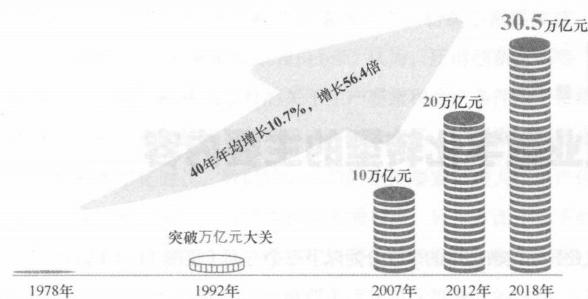 30.5万亿元
20万亿元
10万亿元
40年年均增长10.7%，增长56.4倍
突破万亿元大关
1978年
1992年
2007年
2012年
2018年